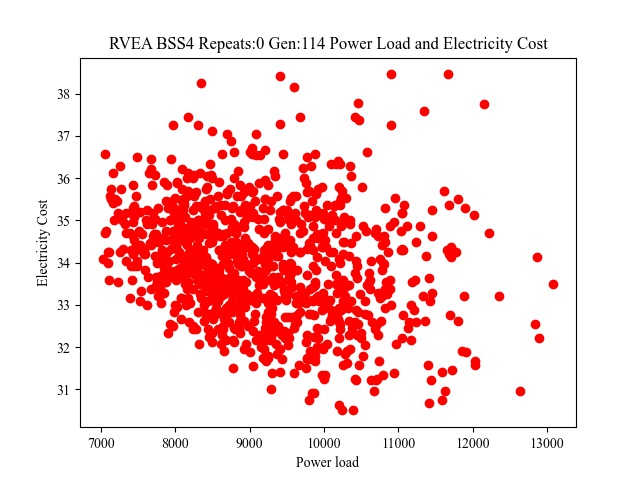 RVEA BSS4 Repeats:0 Gen:114 Power Load and Electricity Cost
38
37
36
35
34
33
32
31
Electricity Cost
7000 8000 9000 10000 11000 12000 13000
Power load